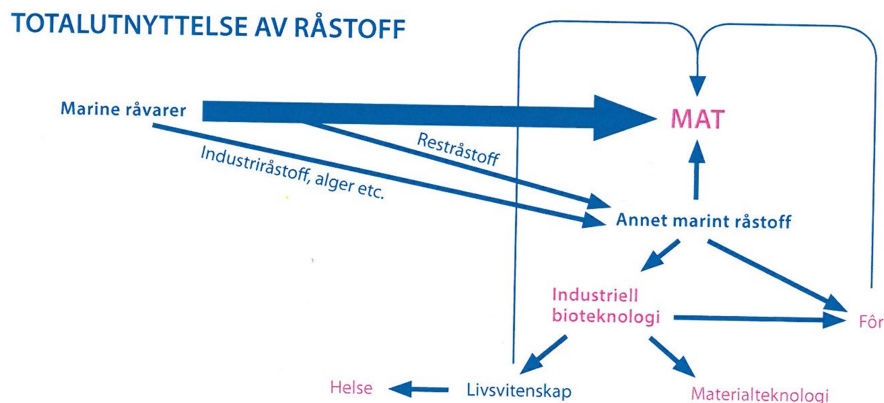 TOTALUTNYTTELSE AV RÅSTOFF
Marine råvarer
MAT
Restråstoff
Industriråstoff, alger etc.
Annet marint råstoff
Industriell
bioteknologi
Fôr
Helse
Livsvitenskap
Materialteknologi